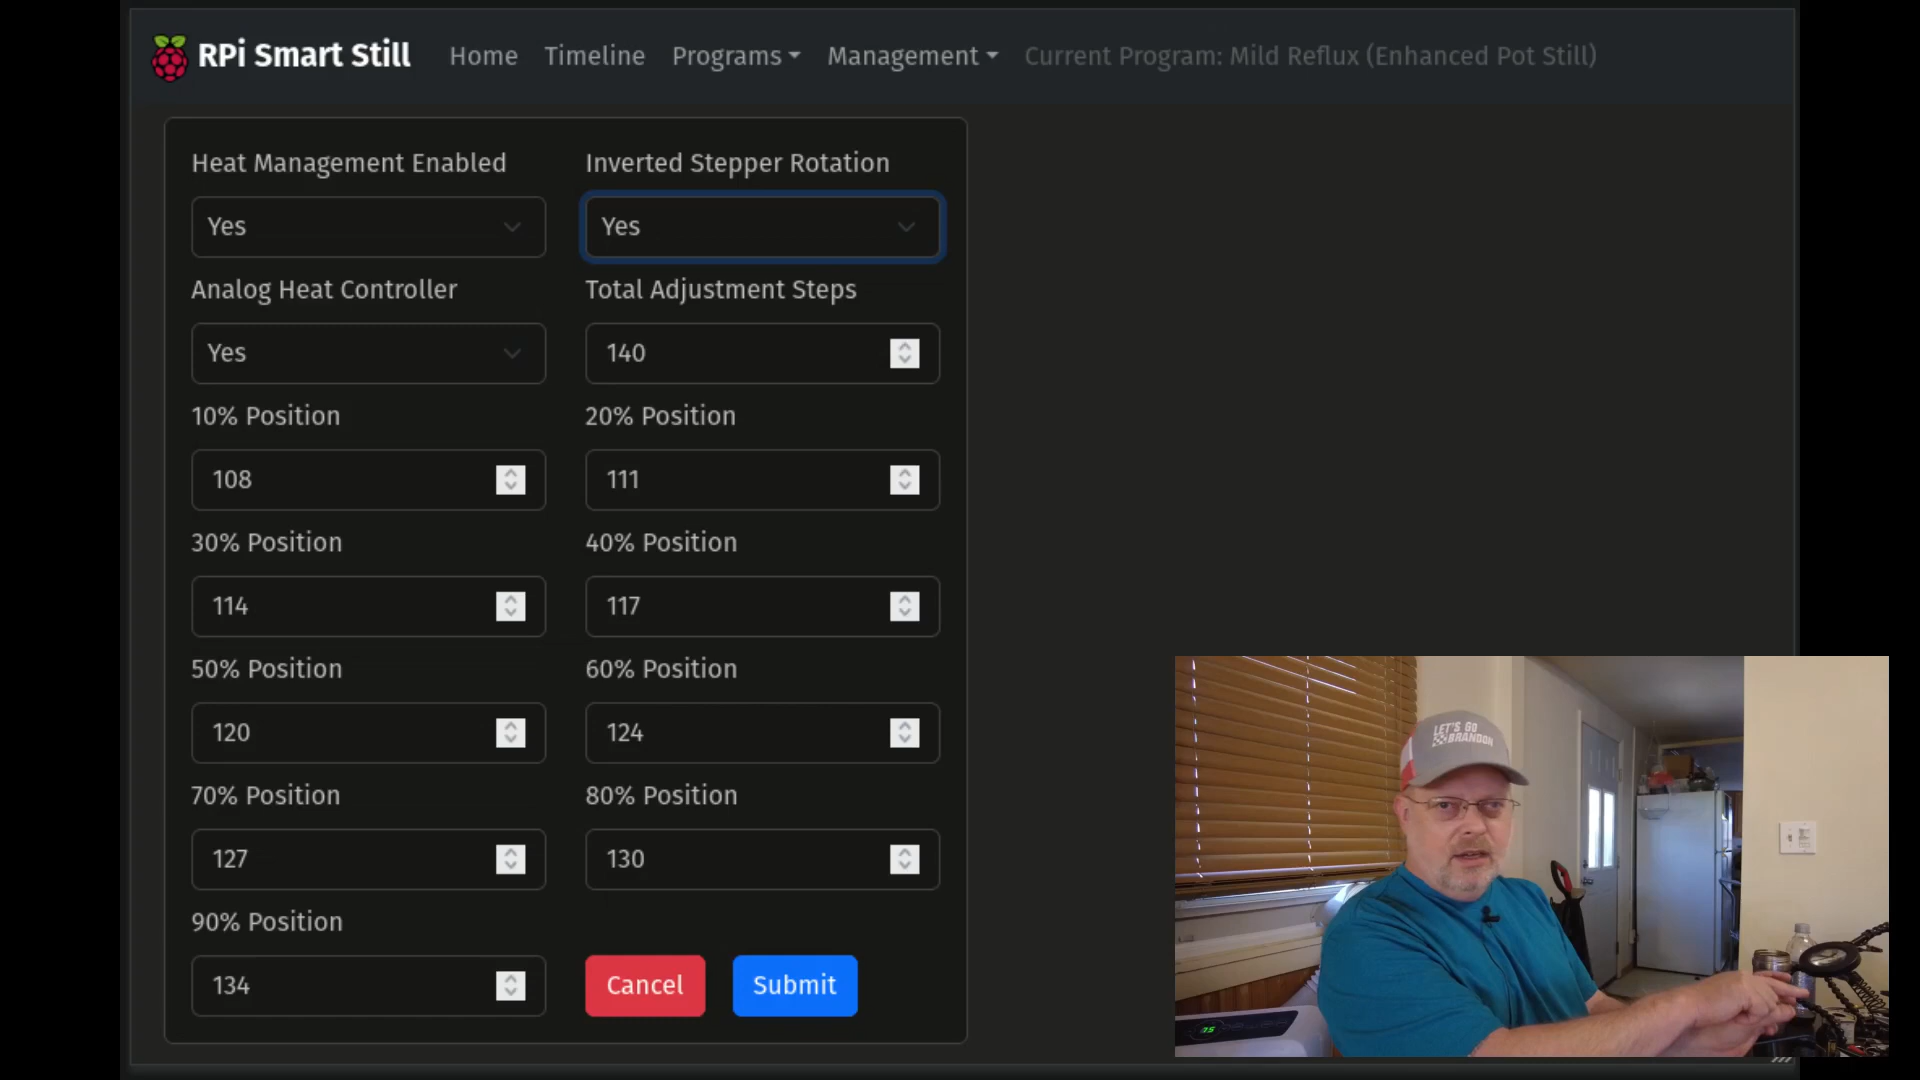 RPi Smart Still Home Timeline Programs Management Current Program: Mild Reflux (Enhanced Pot Still)
Heat Management Enabled Inverted Stepper Rotation
Yes Yes
Analog Heat Controller Total Adjustment Steps
Yes 140
10% Position 20% Position
108 111
30% Position 40% Position
114 117
50% Position 60% Position
120 124
70% Position 80% Position
127 130
90% Position
134 Cancel Submit
LET'S GO
BRANDON
75